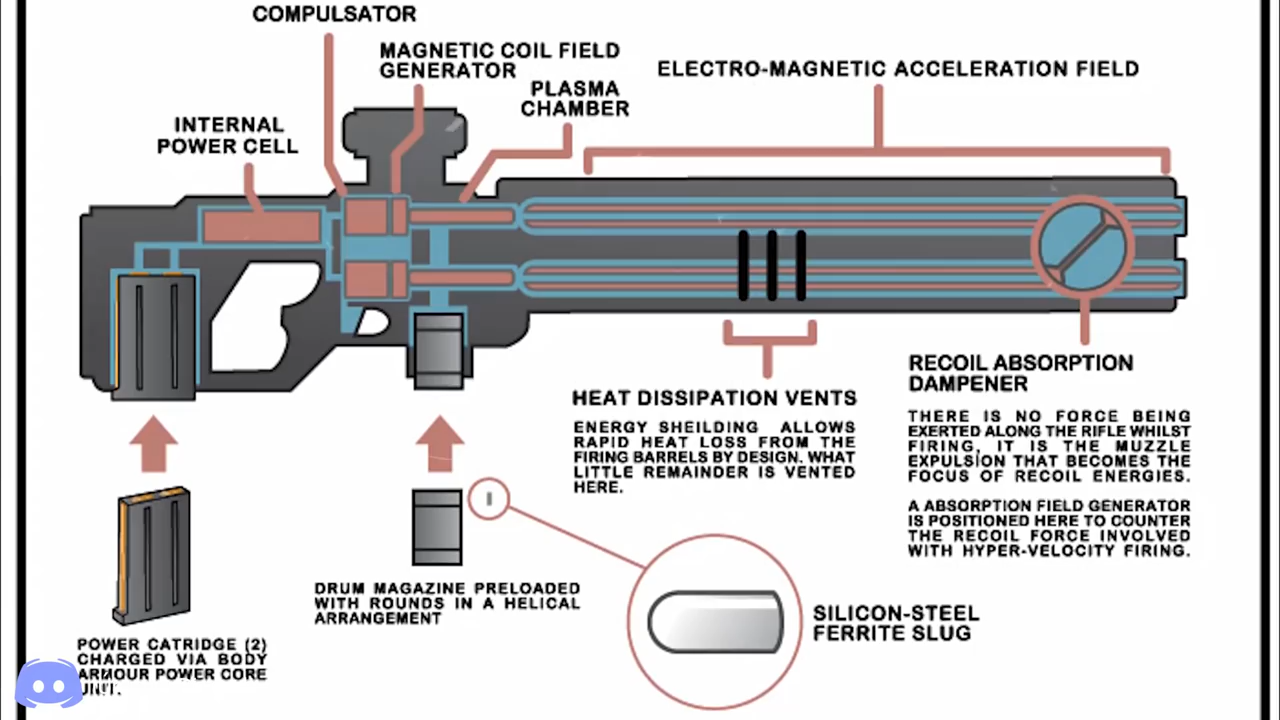 COMPULSATOR
MAGNETIC COIL FIELD
GENERATOR
PLASMA
CHAMBER
ELECTRO-MAGNETIC ACCELERATION FIELD
INTERNAL
POWER CELL
HEAT DISSIPATION VENTS
ENERGY SHEILDING ALLOWS
RAPID HEAT LOSS FROM THE
FIRING BARRELS BY DESIGN. WHAT
LITTLE REMAINDER IS VENTED
HERE.
RECOIL ABSORPTION
DAMPENER
THERE IS NO FORCE BEING
EXERTED ALONG THE RIFLE WHILST
FIRING, IT IS THE MUZZLE
EXPULSION THAT BECOMES THE
FOCUS OF RECOIL ENERGIES.
A ABSORPTION FIELD GENERATOR
IS POSITIONED HERE TO COUNTER
THE RECOIL FORCE INVOLVED
WITH HYPER-VELOCITY FIRING.
DRUM MAGAZINE PRELOADED
WITH ROUNDS IN A HELICAL
ARRANGEMENT
SILICON-STEEL
FERRITE SLUG
POWER CATRIDGE (2)
CHARGED VIA BODY
ARMOUR POWER CORE
UNIT.